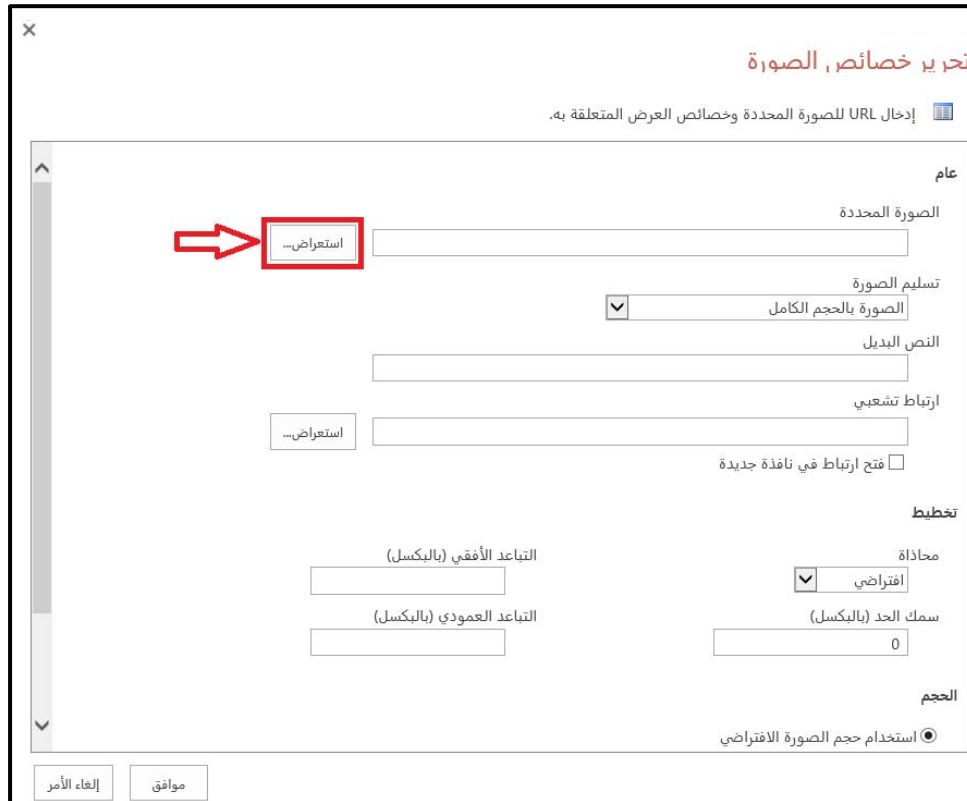 ×
تحرير خصائص الصورة
إدخال URL للصورة المحددة وخصائص العرض المتعلقة به.
عام
الصورة المحددة
استعراض...
تسليم الصورة
الصورة بالحجم الكامل
النص البديل
ارتباط تشعبي
استعراض...
فتح ارتباط في نافذة جديدة
تخطيط
محاذاة
التباعد الأفقي (بالبكسل)
افتراضي
سمك الحد (بالبكسل)
التباعد العمودي (بالبكسل)
0
الحجم
استخدام حجم الصورة الافتراضي
موافق
إلغاء الأمر